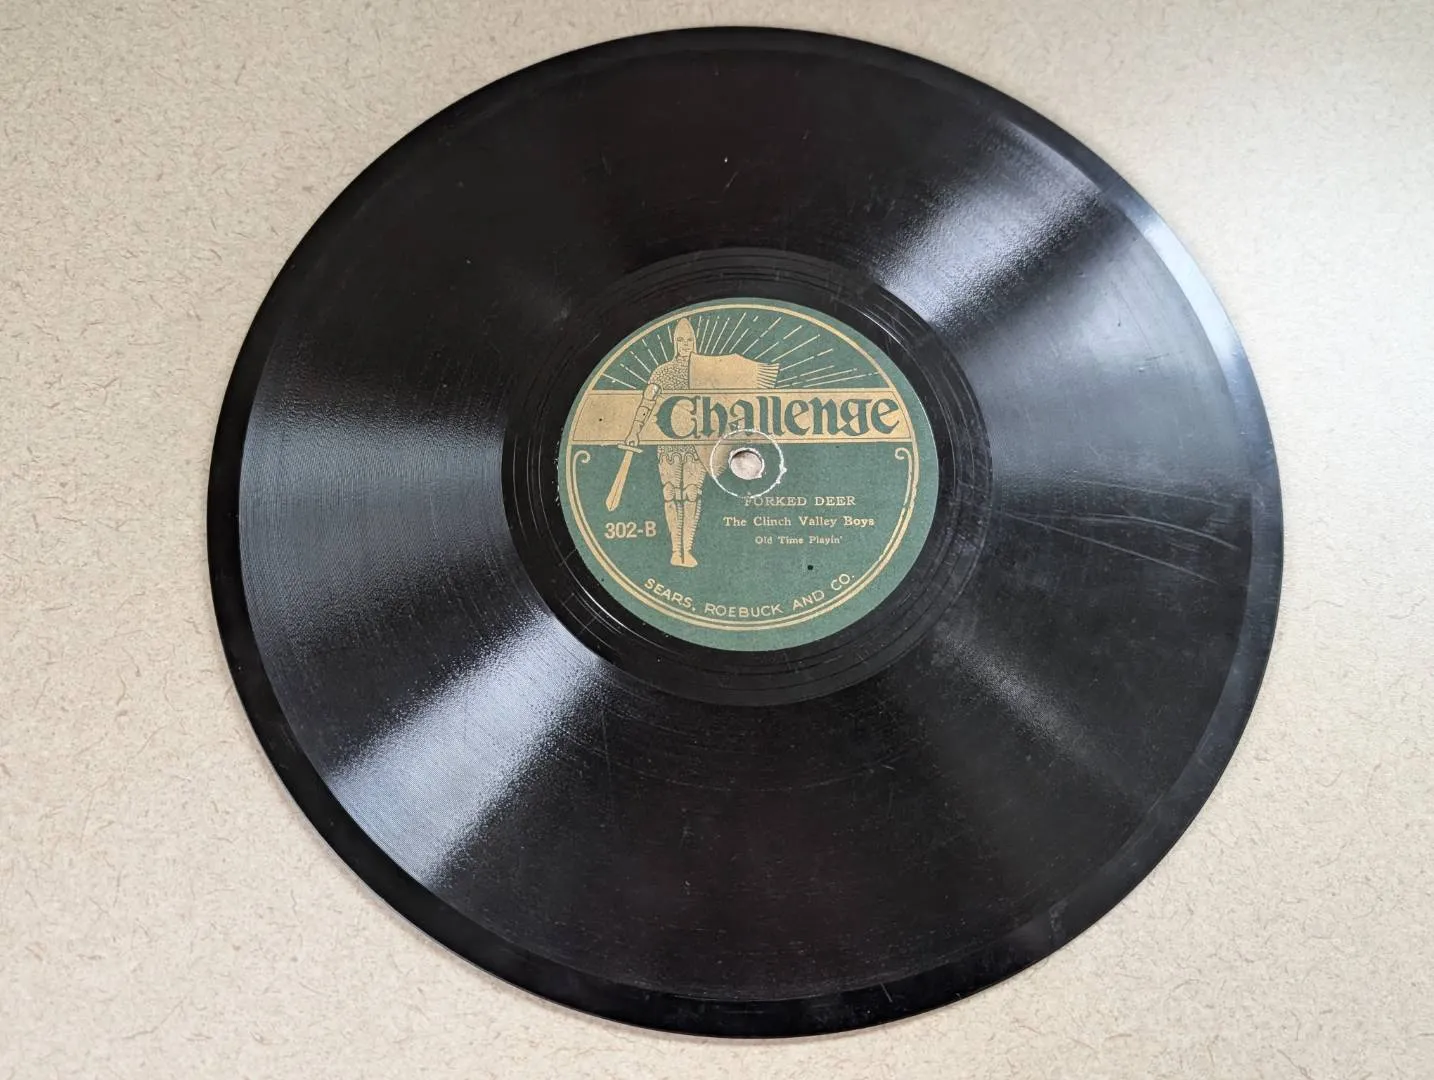 Challenge
FORKED DEER
The Clinch Valley Boys
Old Time Playin'
302-B
SEARS, ROEBUCK AND CO.